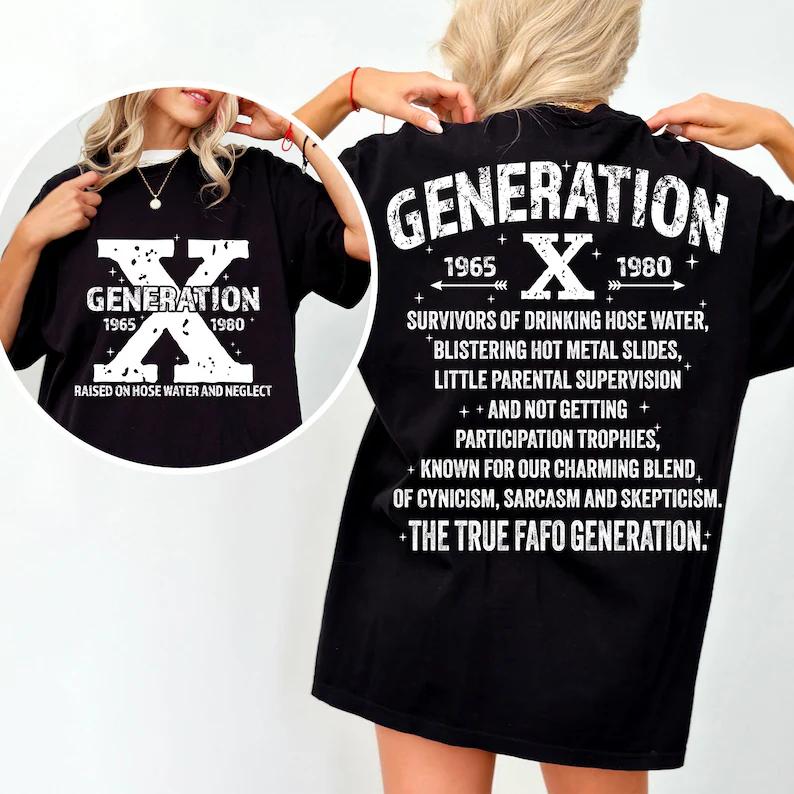 X
GENERATION
1965 1980
RAISED ON HOSE WATER AND NEGLECT
GENERATION
1965 X 1980
SURVIVORS OF DRINKING HOSE WATER,
BLISTERING HOT METAL SLIDES,
LITTLE PARENTAL SUPERVISION
AND NOT GETTING
PARTICIPATION TROPHIES,
KNOWN FOR OUR CHARMING BLEND
OF CYNICISM, SARCASM AND SKEPTICISM.
THE TRUE FAFO GENERATION.